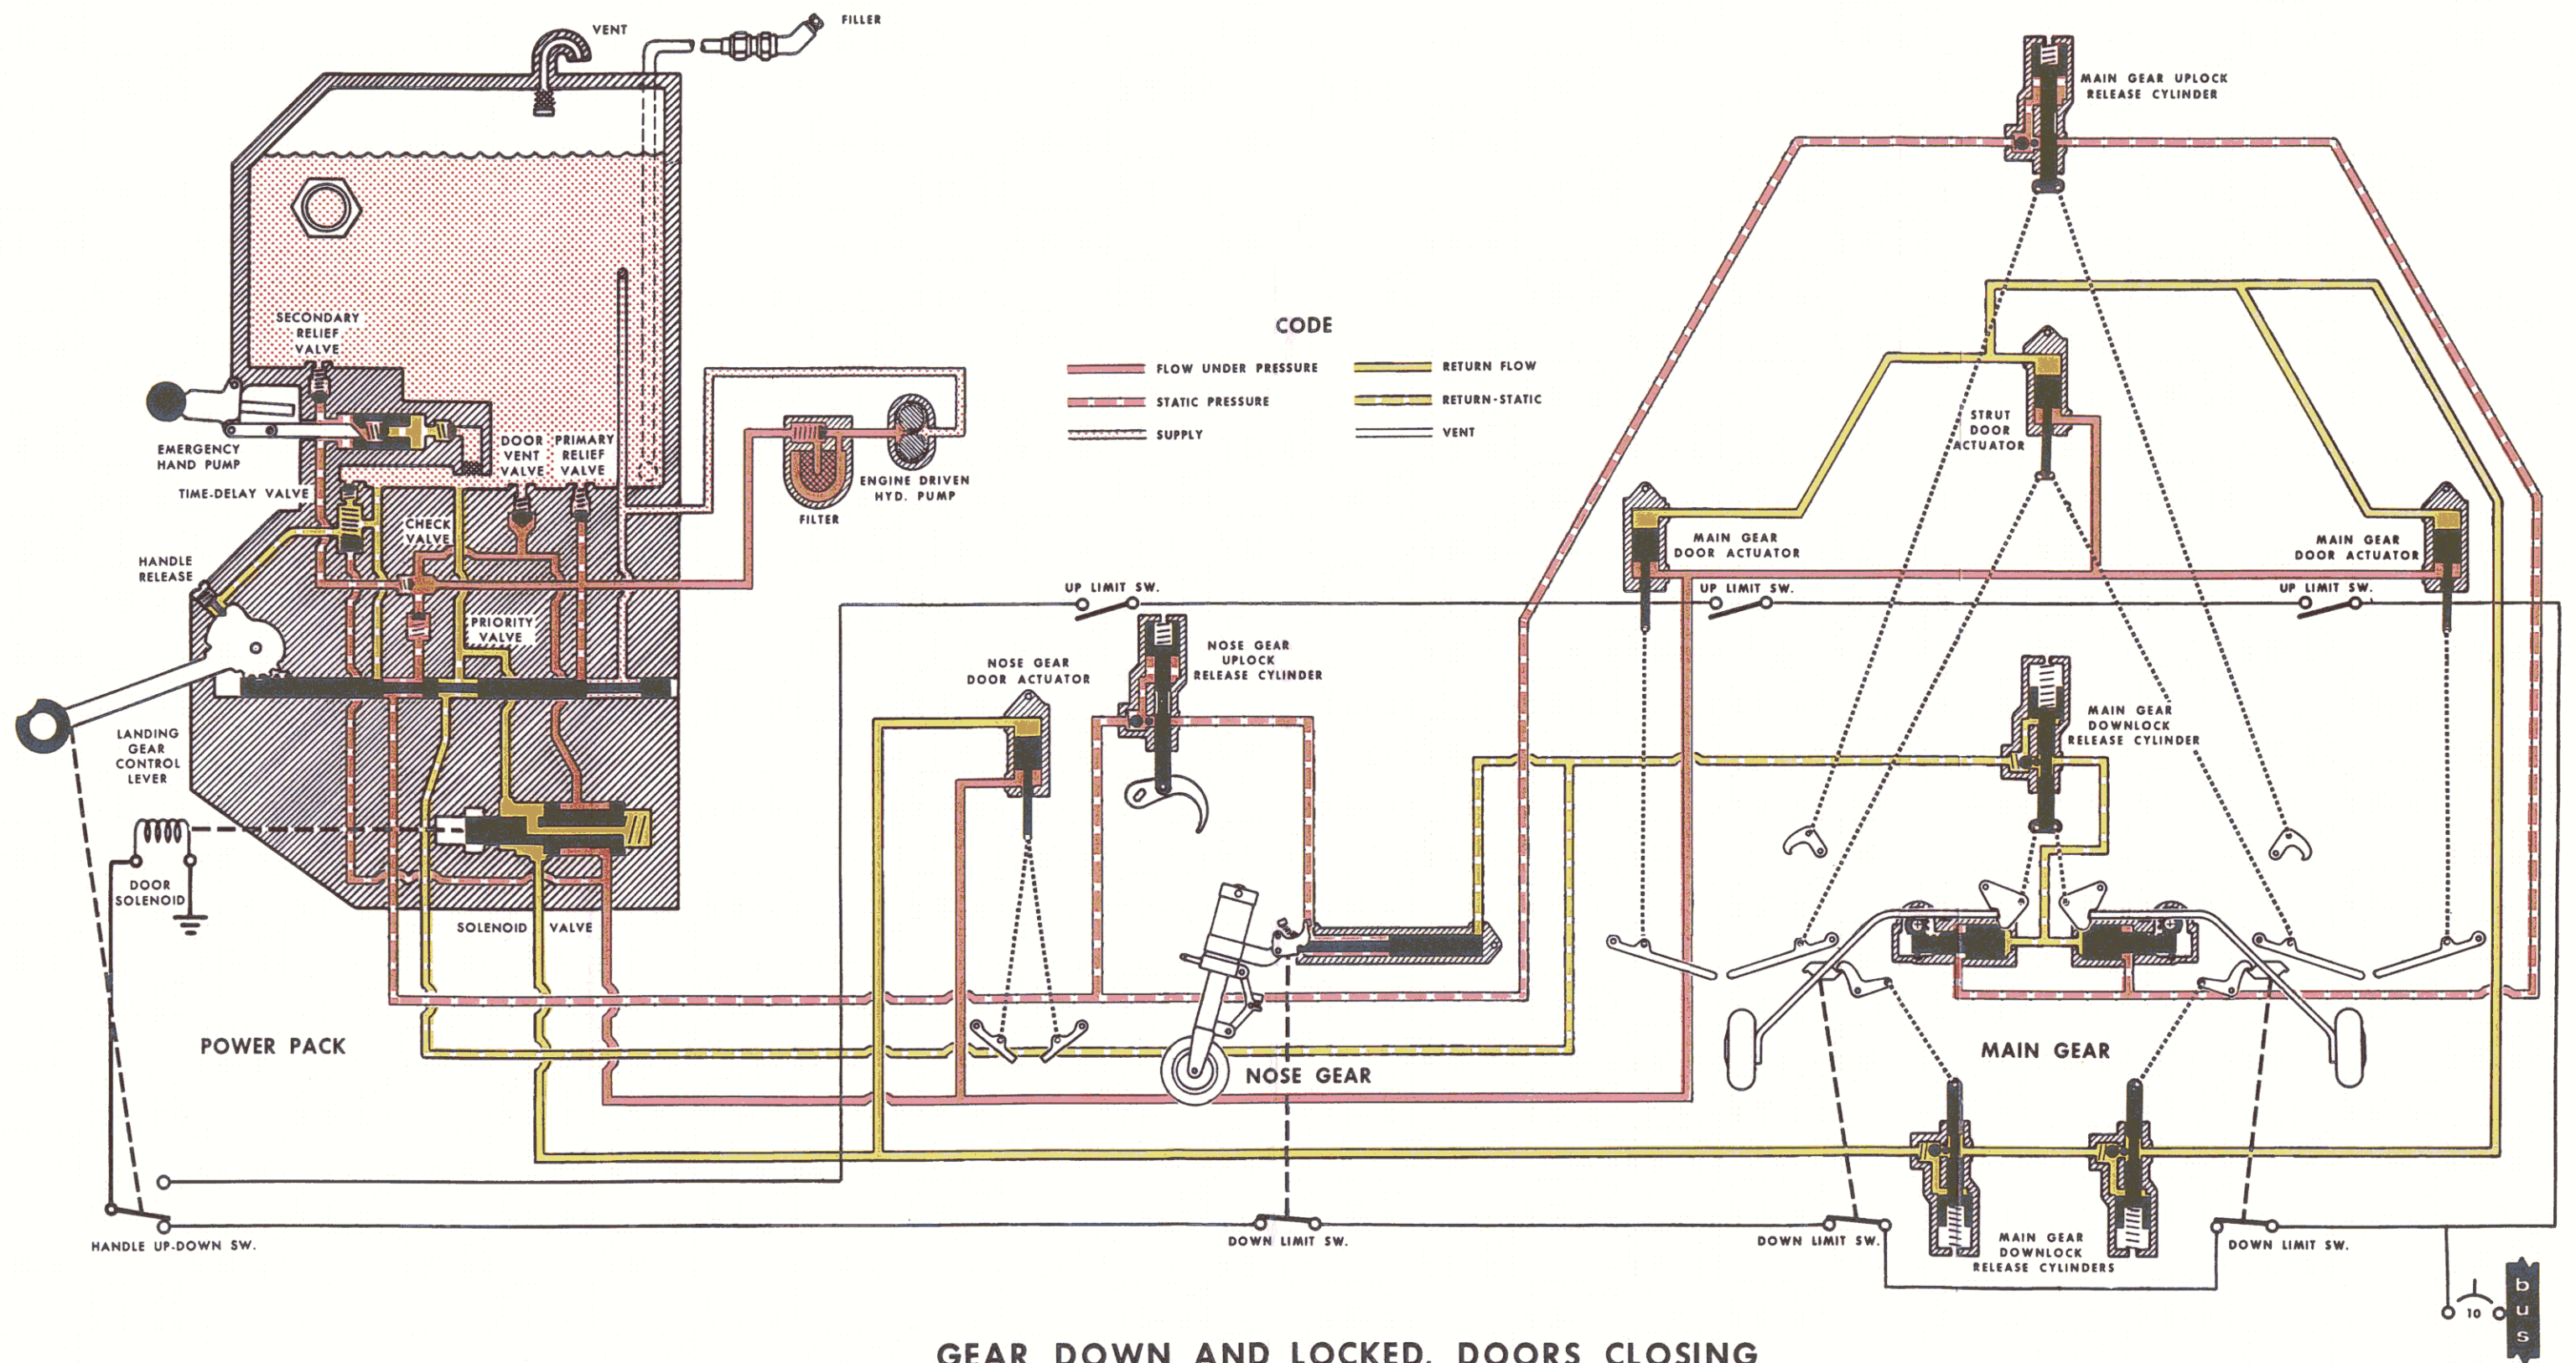 VENT
FILLER
SECONDARY
RELIEF
VALVE
EMERGENCY
HAND PUMP
TIME-DELAY VALVE
DOOR
VENT
VALVE
PRIMARY
RELIEF
VALVE
CHECK
VALVE
HANDLE
RELEASE
PRIORITY
VALVE
LANDING
GEAR
CONTROL
LEVER
DOOR
SOLENOID
SOLENOID VALVE
POWER PACK
HANDLE UP-DOWN SW.
FILTER
ENGINE DRIVEN
HYD. PUMP
CODE
FLOW UNDER PRESSURE
STATIC PRESSURE
SUPPLY
RETURN FLOW
RETURN-STATIC
VENT
UP LIMIT SW.
NOSE GEAR
DOOR ACTUATOR
NOSE GEAR
UPLOCK
RELEASE CYLINDER
NOSE GEAR
DOWN LIMIT SW.
MAIN GEAR UPLOCK
RELEASE CYLINDER
STRUT
DOOR
ACTUATOR
MAIN GEAR
DOOR ACTUATOR
MAIN GEAR
DOOR ACTUATOR
UP LIMIT SW.
UP LIMIT SW.
MAIN GEAR
DOWNLOCK
RELEASE CYLINDER
MAIN GEAR
DOWN LIMIT SW.
MAIN GEAR
DOWNLOCK
RELEASE CYLINDERS
DOWN LIMIT SW.
10
bus
GEAR DOWN AND LOCKED, DOORS CLOSING